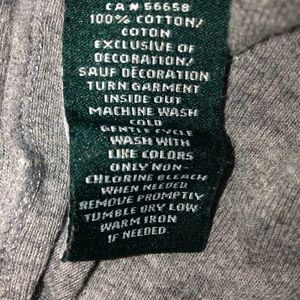 CA# 56658
100% COTTON/
COTON
EXCLUSIVE OF
DECORATION/
SAUF DÉCORATION
TURN GARMENT
INSIDE OUT
MACHINE WASH
COLD
GENTLE CYCLE
WASH WITH
LIKE COLORS
ONLY NON-
CHLORINE BLEACH
WHEN NEEDED
REMOVE PROMPTLY
TUMBLE DRY LOW
WARM IRON
IF NEEDED